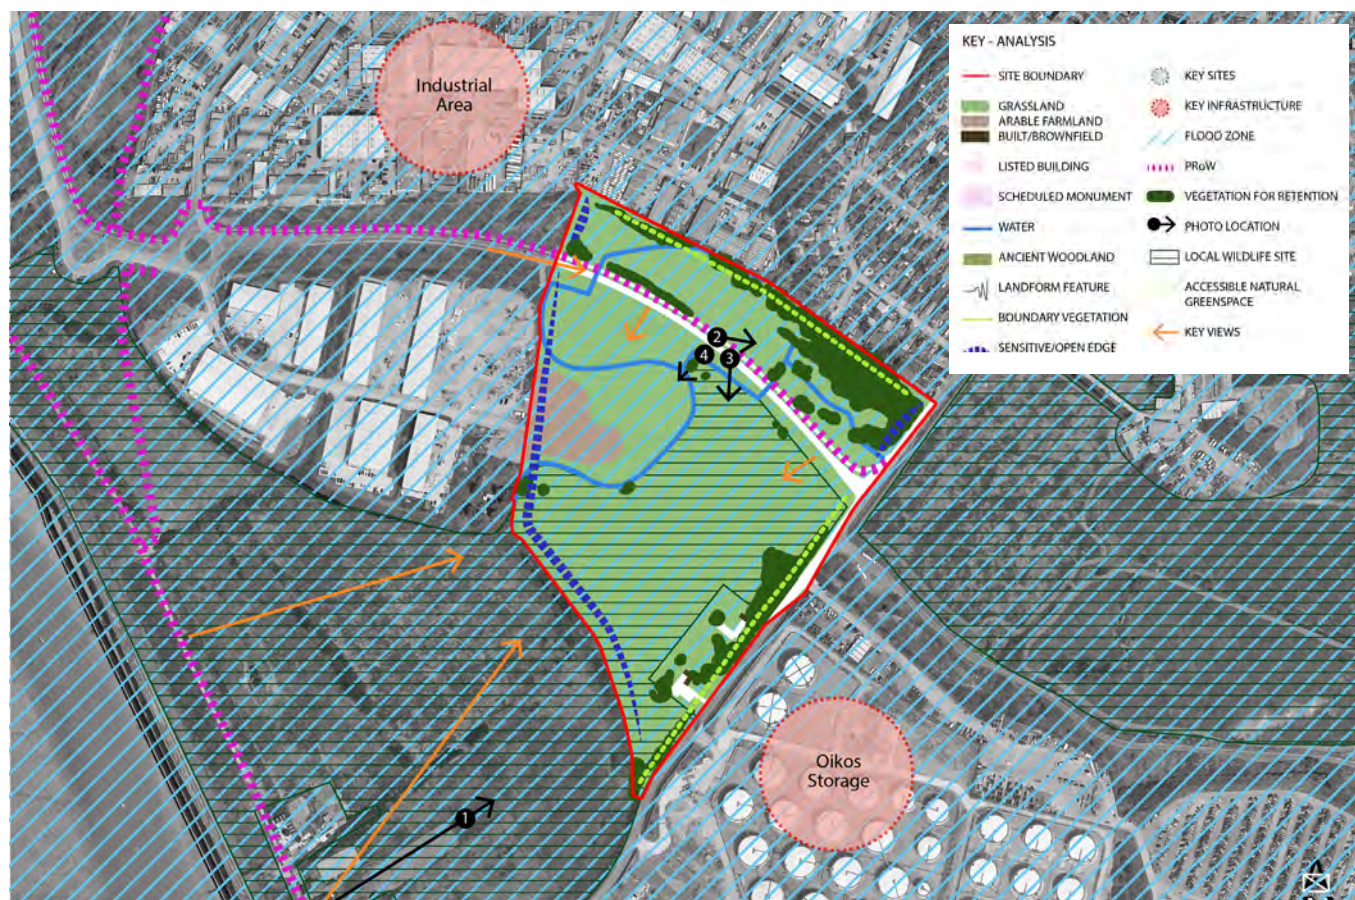 Industrial
Area
KEY - ANALYSIS
SITE BOUNDARY
GRASSLAND
ARABLE FARMLAND
BUILT/BROWNFIELD
LISTED BUILDING
SCHEDULED MONUMENT
WATER
ANCIENT WOODLAND
LANDFORM FEATURE
BOUNDARY VEGETATION
SENSITIVE/OPEN EDGE
KEY SITES
KEY INFRASTRUCTURE
FLOOD ZONE
PRoW
VEGETATION FOR RETENTION
PHOTO LOCATION
LOCAL WILDLIFE SITE
ACCESSIBLE NATURAL
GREENSPACE
KEY VIEWS
2
4
3
Oikos
Storage
1